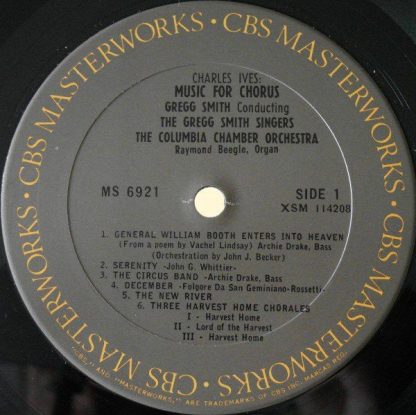 CBS MASTERWORKS · CBS MASTERWORKS · CBS MASTERWORKS · CBS MASTERWORKS ·
CHARLES IVES:
MUSIC FOR CHORUS
GREGG SMITH Conducting
THE GREGG SMITH SINGERS
THE COLUMBIA CHAMBER ORCHESTRA
Raymond Beegle, Organ
MS 6921
SIDE 1
XSM 114208
1. GENERAL WILLIAM BOOTH ENTERS INTO HEAVEN
(From a poem by Vachel Lindsay) Archie Drake, Bass
(Orchestration by John J. Becker)
2. SERENITY -John G. Whittier-
3. THE CIRCUS BAND -Archie Drake, Bass
4. DECEMBER -Folgore Da San Geminiano-Rossetti-
5. THE NEW RIVER
6. THREE HARVEST HOME CHORALES
I - Harvest Home
II - Lord of the Harvest
III - Harvest Home
"CBS," AND "MASTERWORKS," ARE TRADEMARKS OF CBS INC. MARCAS REG.